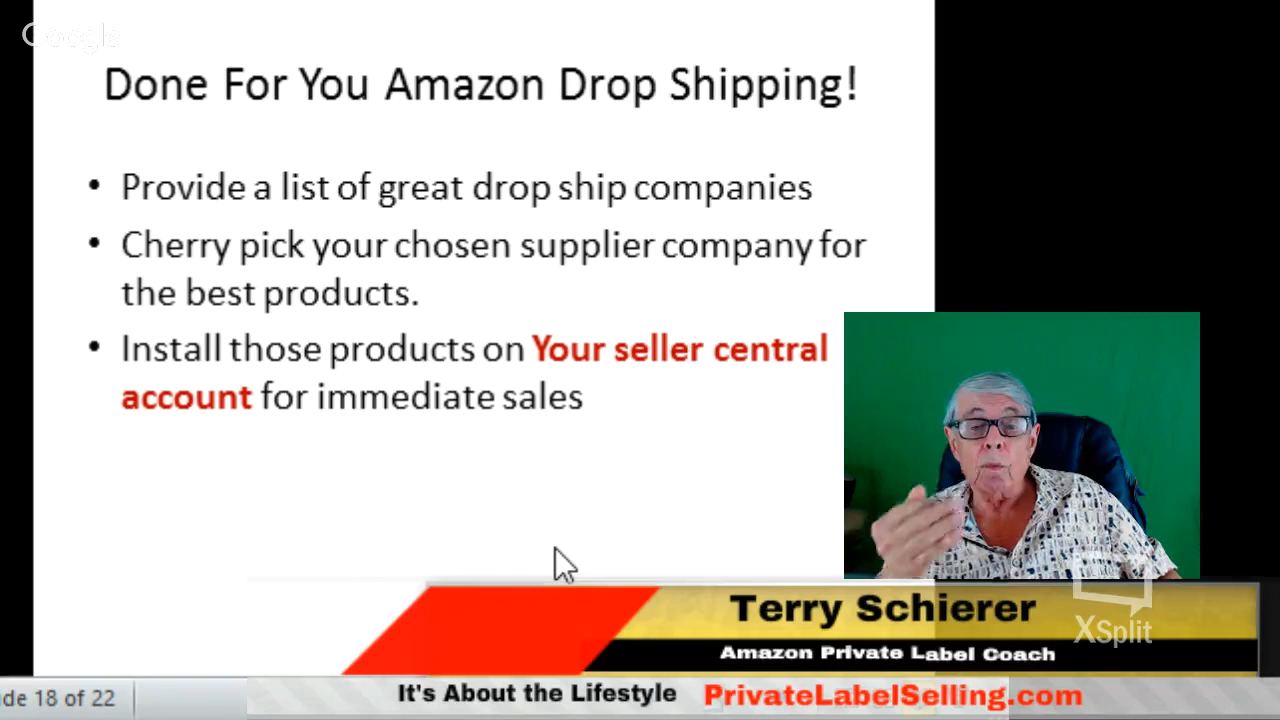 Google
Done For You Amazon Drop Shipping!
• Provide a list of great drop ship companies
• Cherry pick your chosen supplier company for
the best products.
• Install those products on Your seller central
account for immediate sales
Terry Schierer
XSplit
Amazon Private Label Coach
de 18 of 22
It's About the Lifestyle PrivateLabelSelling.com